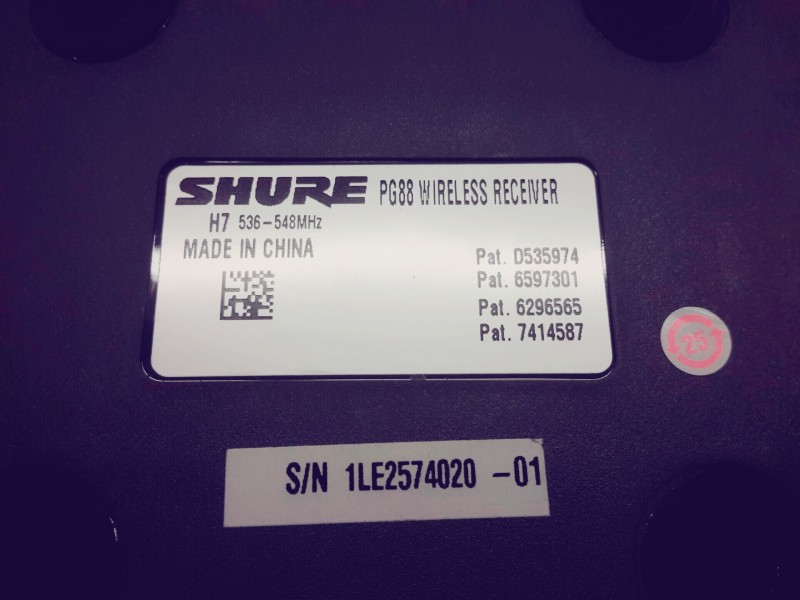 SHURE PG88 WIRELESS RECEIVER
H7 536-548MHz
MADE IN CHINA
Pat. D535974
Pat. 6597301
Pat. 6296565
Pat. 7414587
25
S/N 1LE2574020 -01